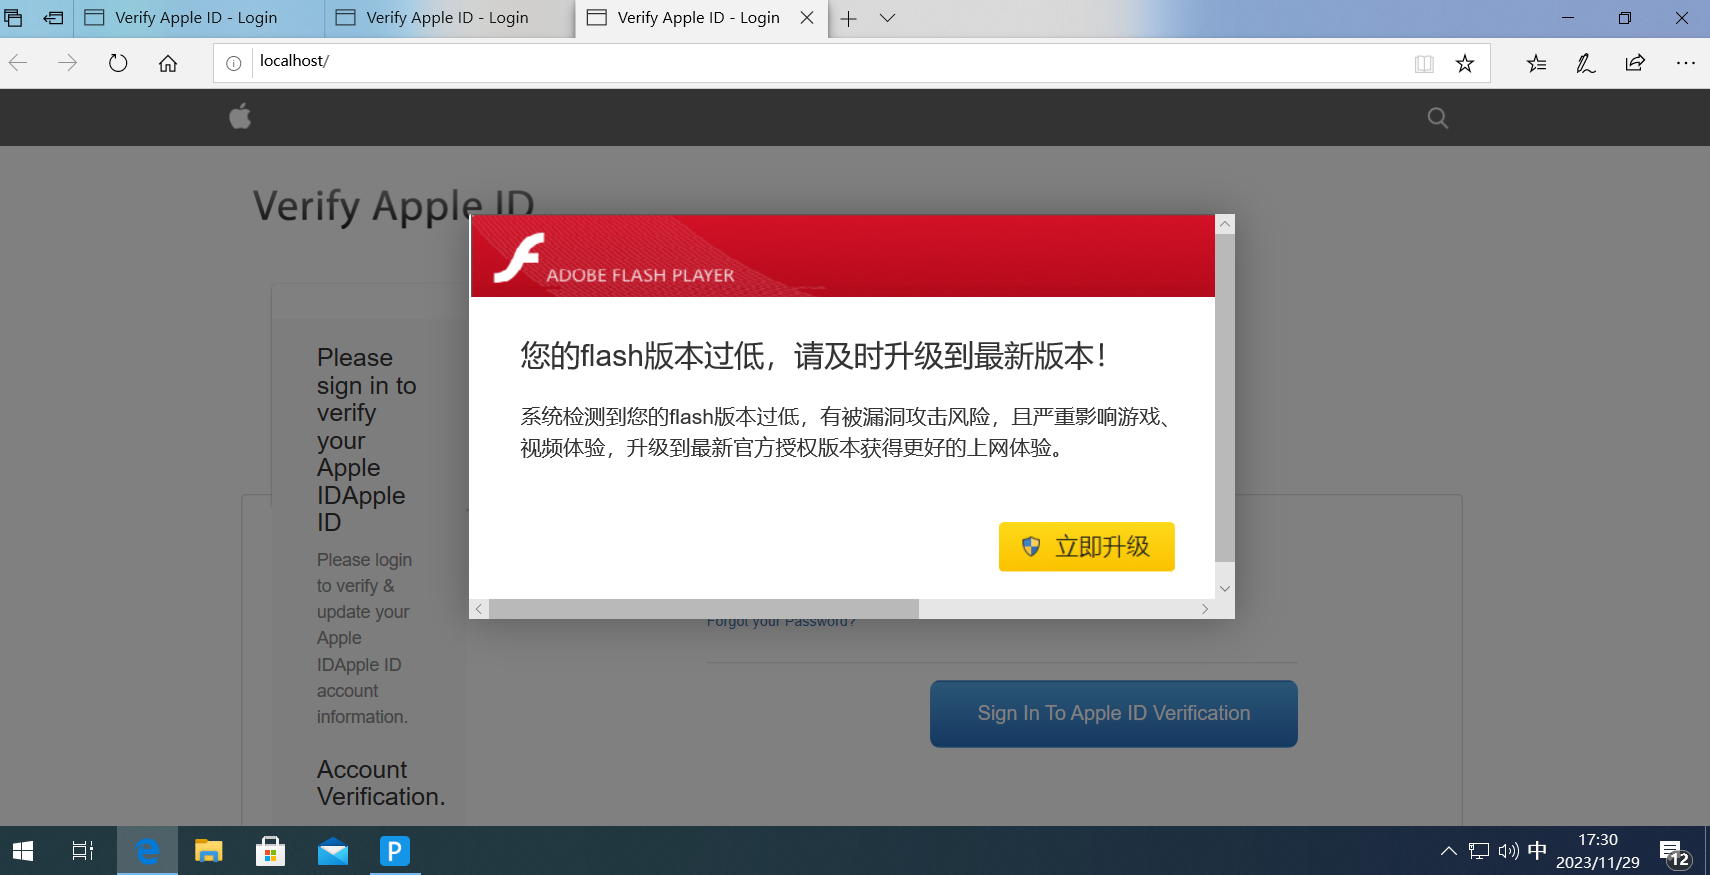 Verify Apple ID - Login
Verify Apple ID - Login
Verify Apple ID - Login
localhost/
Verify Apple ID
ADOBE FLASH PLAYER
您的flash版本过低，请及时升级到最新版本！
系统检测到您的flash版本过低，有被漏洞攻击风险，且严重影响游戏、
视频体验，升级到最新官方授权版本获得更好的上网体验。
立即升级
Please
sign in to
verify
your
Apple
IDApple
ID
Please login
to verify &
update your
Apple
IDApple ID
account
information.
Account
Verification.
Forgot your Password?
Sign In To Apple ID Verification
中
17:30
2023/11/29
12